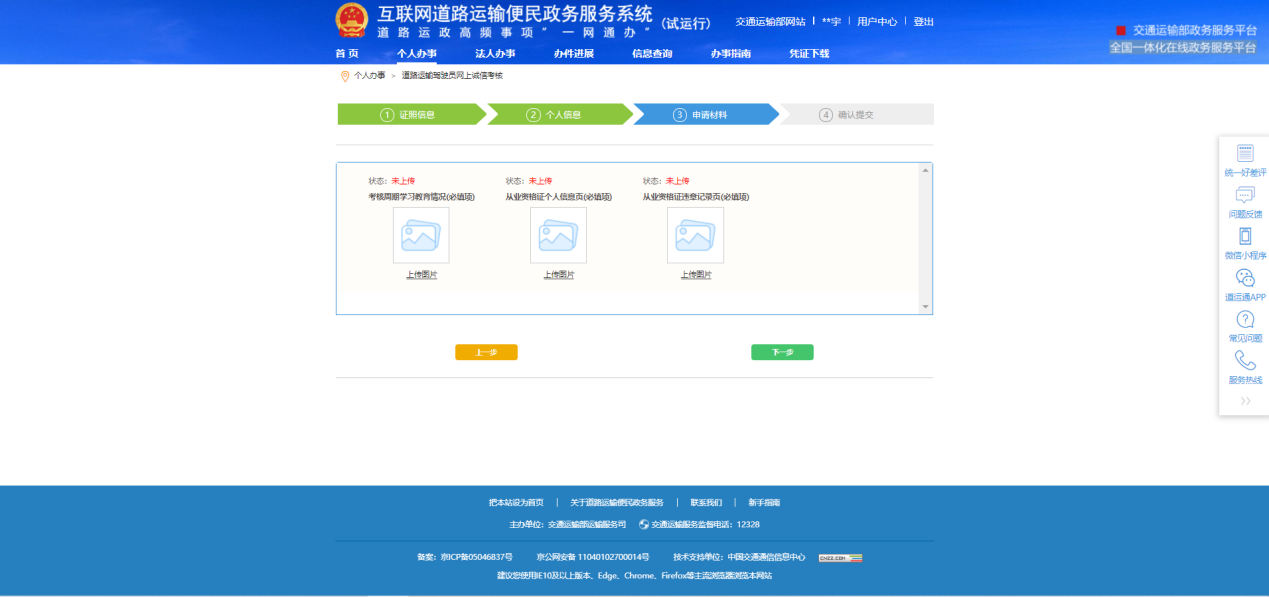 互联网道路运输便民政务服务系统（试运行） 交通运输部网站 | **宇 | 用户中心 | 登出
道路运政高频事项“一网通办”
交通运输部政务服务平台
全国一体化在线政务服务平台
首 页 个人办事 法人办事 办件进展 信息查询 办事指南 凭证下载
个人办事 > 道路运输驾驶员网上诚信考核
1 证照信息 2 个人信息 3 申请材料 4 确认提交
状态：未上传 状态：未上传 状态：未上传
考核周期学习教育情况(必填项) 从业资格证个人信息页(必填项) 从业资格证违章记录页(必填项)
上传图片 上传图片 上传图片
上一步 下一步
统一好差评
问题反馈
微信小程序
道运通APP
常见问题
服务热线
把本站设为首页 | 关于道路运输便民政务服务 | 联系我们 | 新手指南
主办单位：交通运输部运输服务司 交通运输服务监督电话：12328
备案：京ICP备05046837号 京公网安备 11040102700014号 技术支持单位：中国交通通信信息中心 CNZZ.COM
建议您使用IE10及以上版本、Edge、Chrome、Firefox等主流浏览器浏览本网站